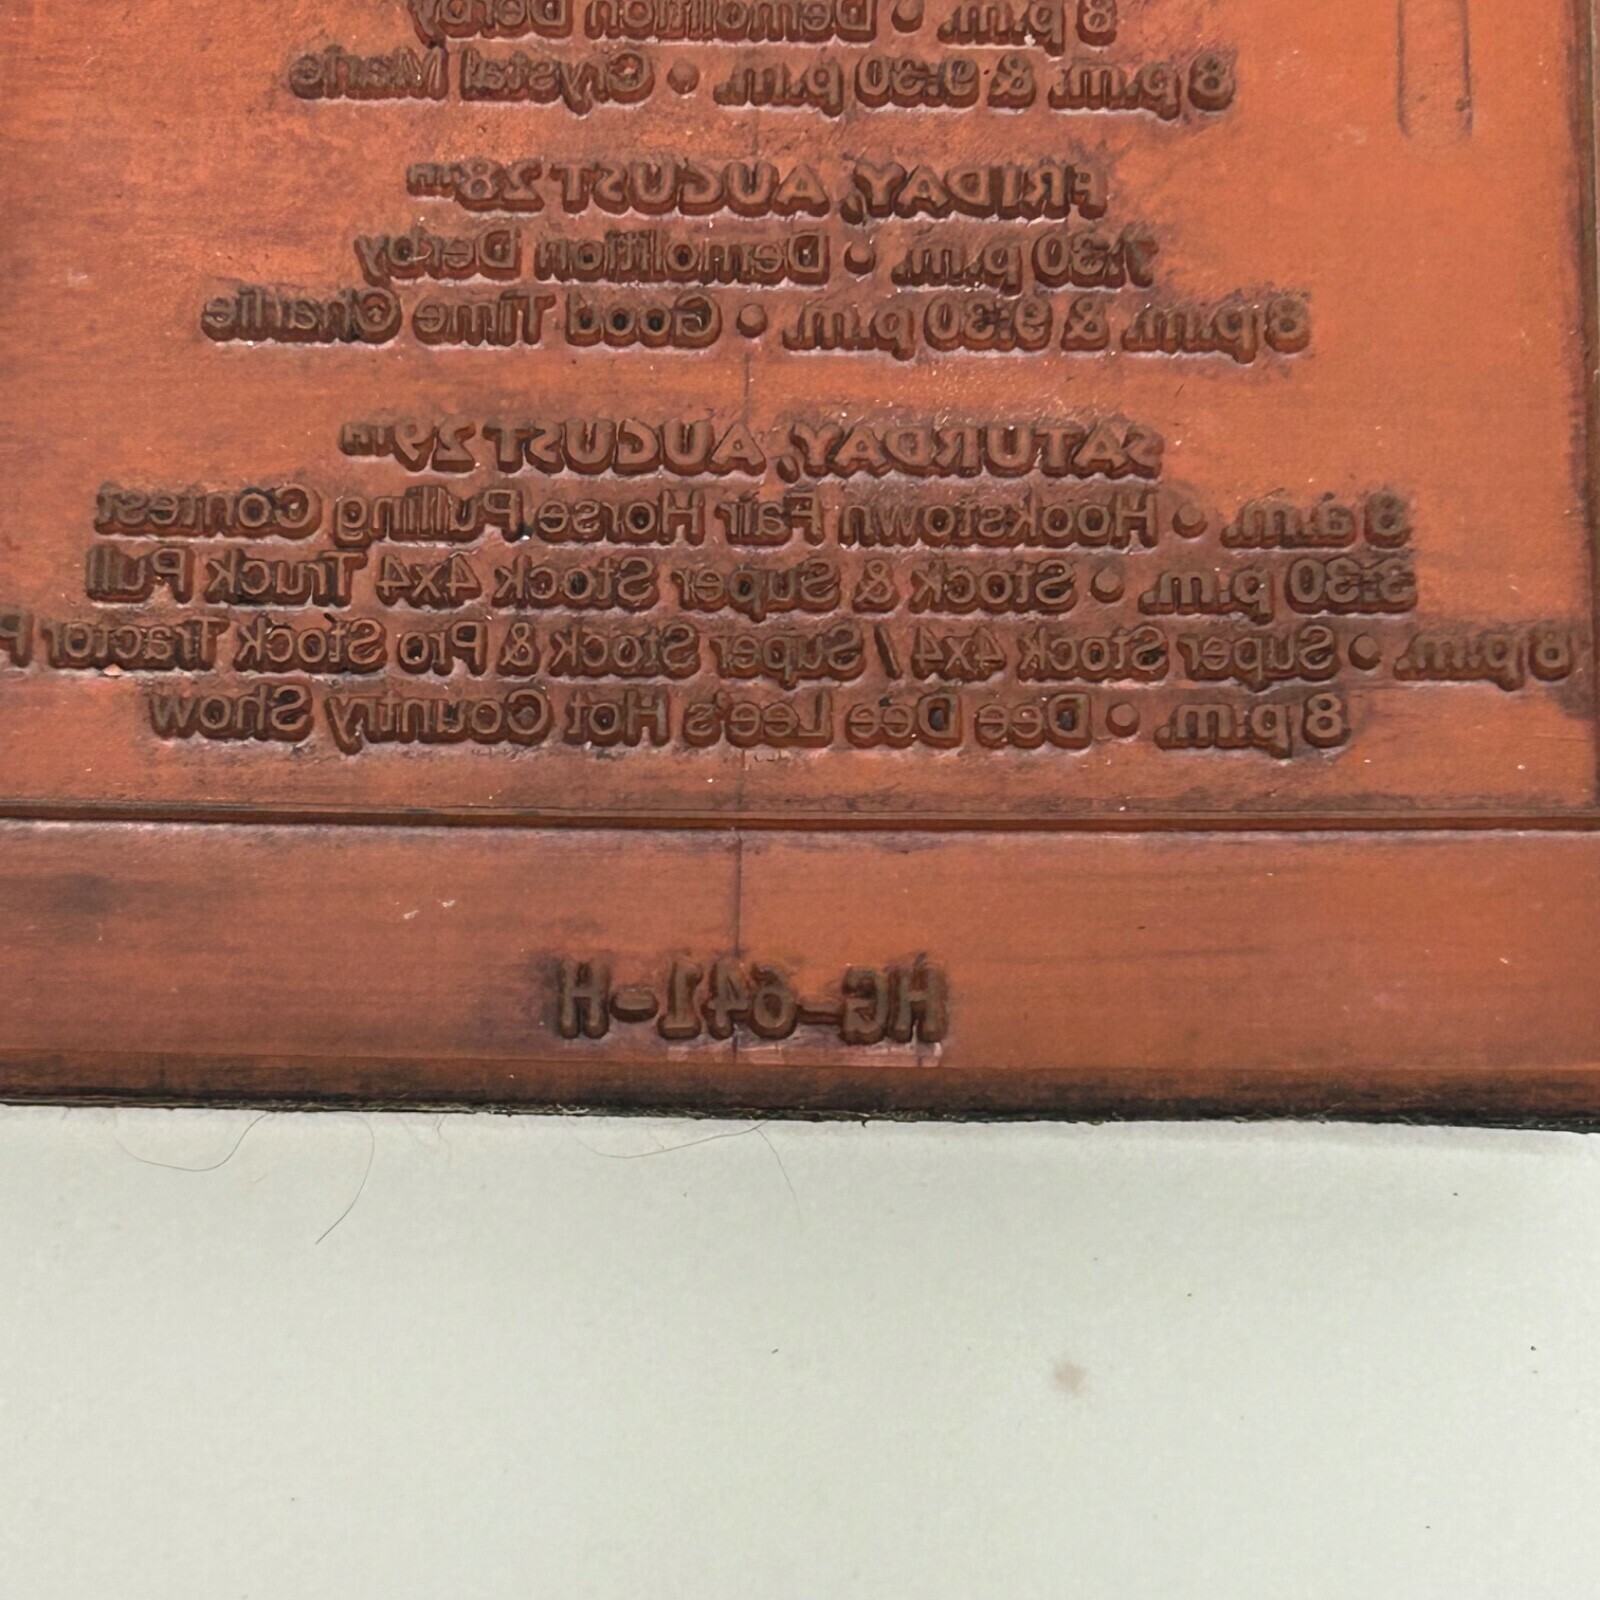 8 p.m. • Demolition Derby
8 p.m. & 9:30 p.m. • Crystal Marie
FRIDAY, AUGUST 28TH
7:30 p.m. • Demolition Derby
8 p.m. & 9:30 p.m. • Good Time Charlie
SATURDAY, AUGUST 29TH
8 a.m. • Hookstown Fair Horse Pulling Contest
3:30 p.m. • Stock & Super Stock 4x4 Truck Pull
8 p.m. • Super Stock 4x4 / Super Stock & Pro Stock Tractor P
8 p.m. • Dee Dee Lee's Hot Country Show
HG-641-H